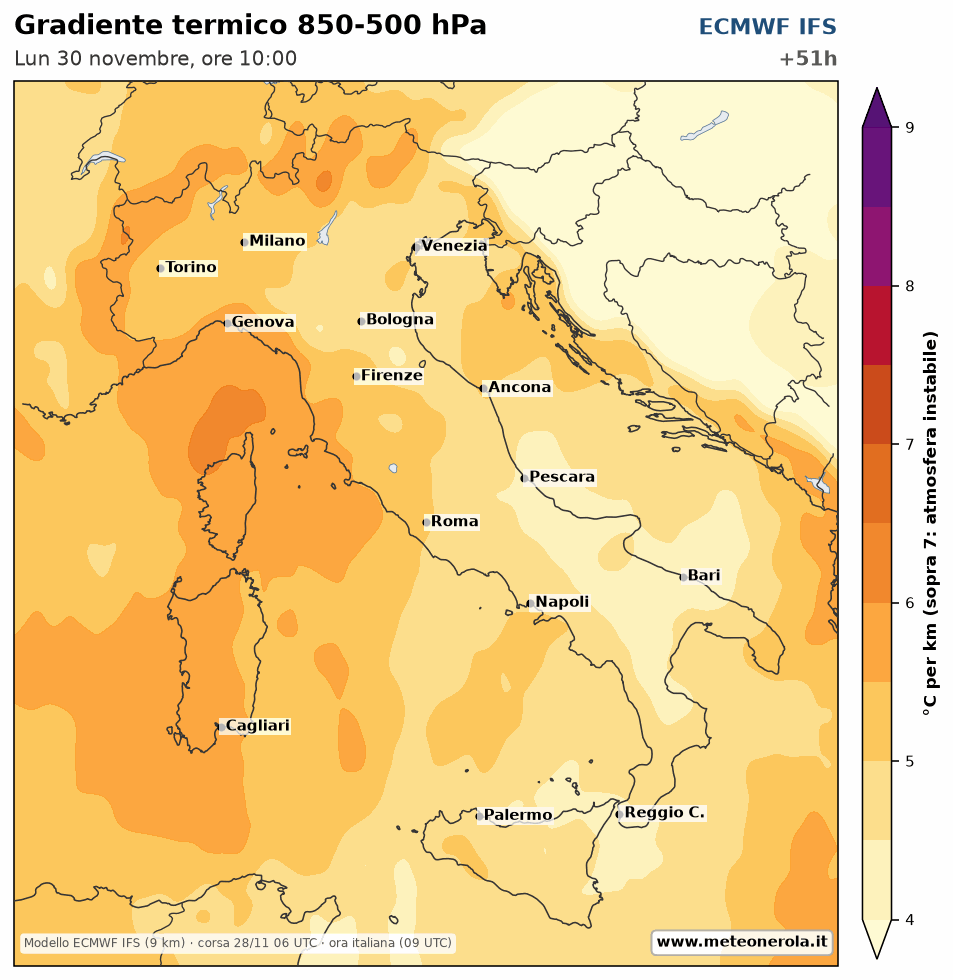 Gradiente termico 850-500 hPa
ECMWF IFS
Lun 30 novembre, ore 10:00
+51h
Milano
Venezia
Torino
Genova
Bologna
Firenze
Ancona
Pescara
Roma
Bari
Napoli
Cagliari
Palermo
Reggio C.
9
8
7
6
5
4
°C per km (sopra 7: atmosfera instabile)
Modello ECMWF IFS (9 km) · corsa 28/11 06 UTC · ora italiana (09 UTC)
www.meteonerola.it